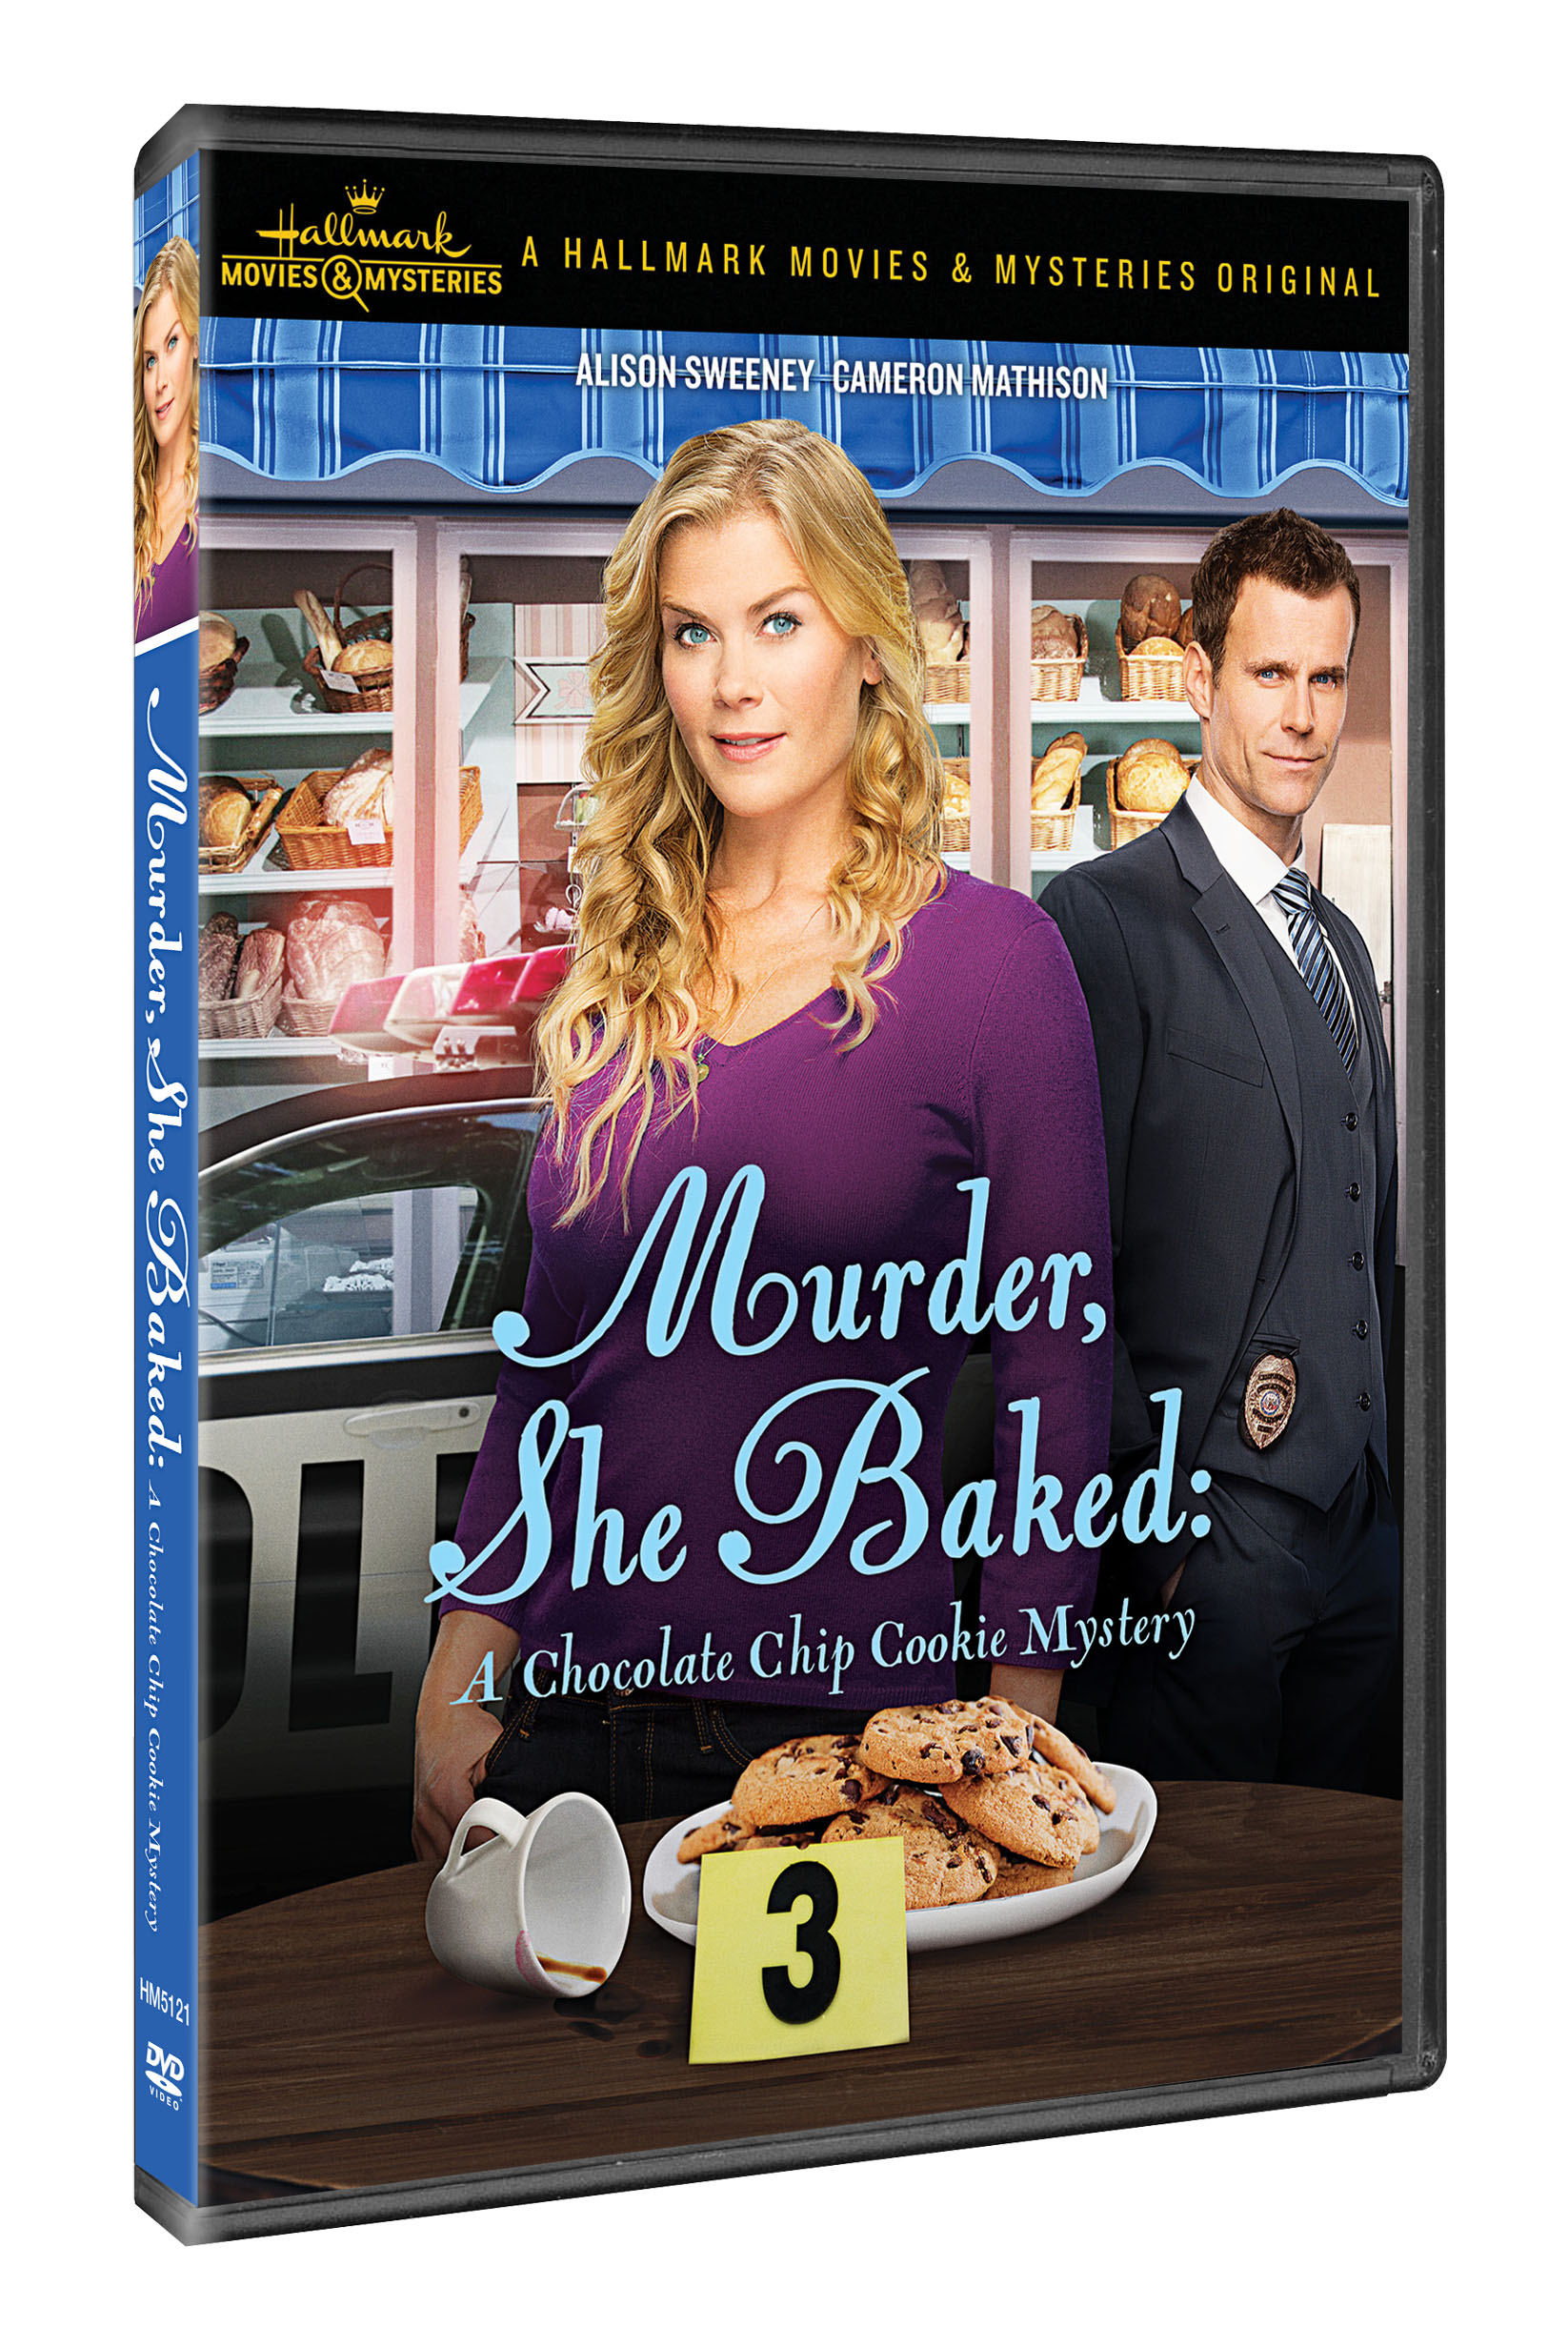 Hallmark
MOVIES & MYSTERIES
A HALLMARK MOVIES & MYSTERIES ORIGINAL
ALISON SWEENEY CAMERON MATHISON
Murder,
She Baked:
A Chocolate Chip Cookie Mystery
3
Murder, She Baked: A Chocolate Chip Cookie Mystery
HM5121
DVD
VIDEO